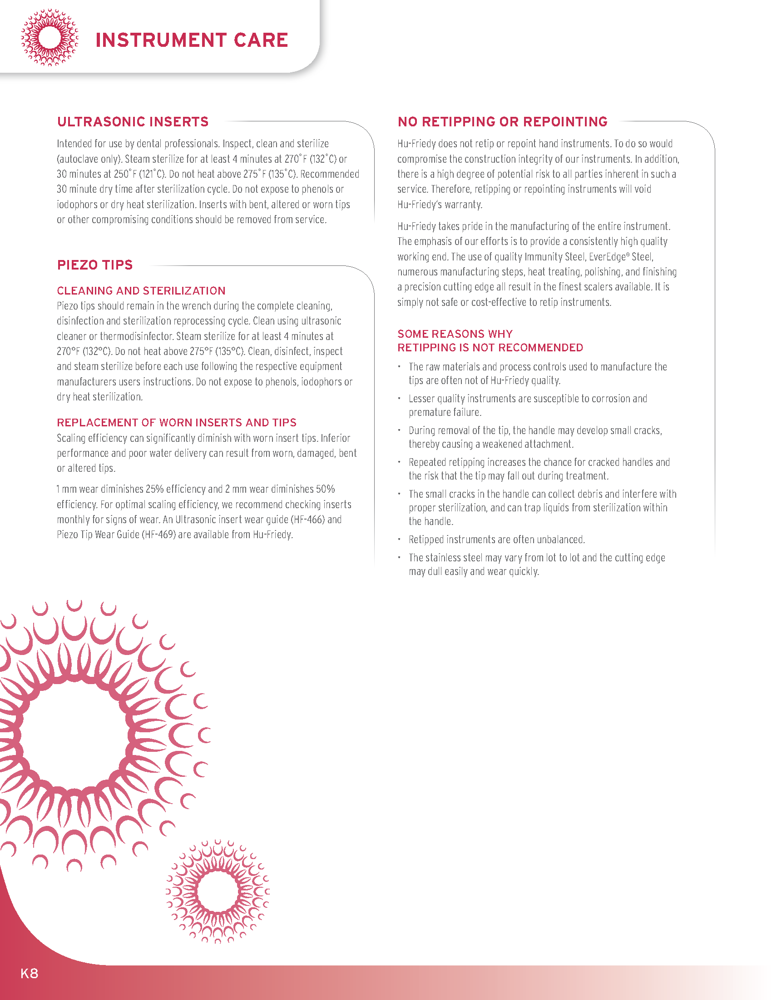 INSTRUMENT CARE
ULTRASONIC INSERTS
Intended for use by dental professionals. Inspect, clean and sterilize
(autoclave only). Steam sterilize for at least 4 minutes at 270˚F (132˚C) or
30 minutes at 250˚F (121˚C). Do not heat above 275˚F (135˚C). Recommended
30 minute dry time after sterilization cycle. Do not expose to phenols or
iodophors or dry heat sterilization. Inserts with bent, altered or worn tips
or other compromising conditions should be removed from service.
PIEZO TIPS
CLEANING AND STERILIZATION
Piezo tips should remain in the wrench during the complete cleaning,
disinfection and sterilization reprocessing cycle. Clean using ultrasonic
cleaner or thermodisinfector. Steam sterilize for at least 4 minutes at
270°F (132°C). Do not heat above 275°F (135°C). Clean, disinfect, inspect
and steam sterilize before each use following the respective equipment
manufacturers users instructions. Do not expose to phenols, iodophors or
dry heat sterilization.
REPLACEMENT OF WORN INSERTS AND TIPS
Scaling efficiency can significantly diminish with worn insert tips. Inferior
performance and poor water delivery can result from worn, damaged, bent
or altered tips.
1 mm wear diminishes 25% efficiency and 2 mm wear diminishes 50%
efficiency. For optimal scaling efficiency, we recommend checking inserts
monthly for signs of wear. An Ultrasonic insert wear guide (HF-466) and
Piezo Tip Wear Guide (HF-469) are available from Hu-Friedy.
NO RETIPPING OR REPOINTING
Hu-Friedy does not retip or repoint hand instruments. To do so would
compromise the construction integrity of our instruments. In addition,
there is a high degree of potential risk to all parties inherent in such a
service. Therefore, retipping or repointing instruments will void
Hu-Friedy’s warranty.
Hu-Friedy takes pride in the manufacturing of the entire instrument.
The emphasis of our efforts is to provide a consistently high quality
working end. The use of quality Immunity Steel, EverEdge® Steel,
numerous manufacturing steps, heat treating, polishing, and finishing
a precision cutting edge all result in the finest scalers available. It is
simply not safe or cost-effective to retip instruments.
SOME REASONS WHY
RETIPPING IS NOT RECOMMENDED
• The raw materials and process controls used to manufacture the
tips are often not of Hu-Friedy quality.
• Lesser quality instruments are susceptible to corrosion and
premature failure.
• During removal of the tip, the handle may develop small cracks,
thereby causing a weakened attachment.
• Repeated retipping increases the chance for cracked handles and
the risk that the tip may fall out during treatment.
• The small cracks in the handle can collect debris and interfere with
proper sterilization, and can trap liquids from sterilization within
the handle.
• Retipped instruments are often unbalanced.
• The stainless steel may vary from lot to lot and the cutting edge
may dull easily and wear quickly.
K8